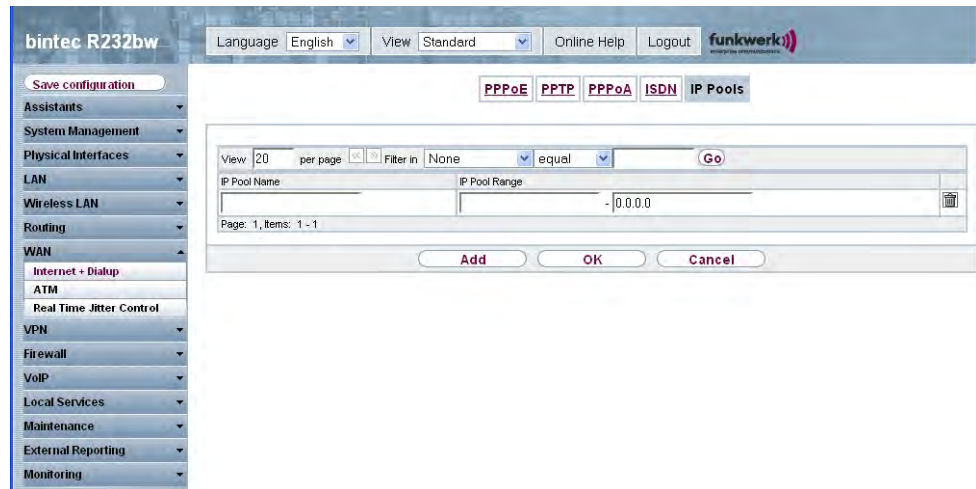 bintec R232bw
Language English View Standard Online Help Logout funkwerk
Save configuration
Assistants
System Management
Physical Interfaces
LAN
Wireless LAN
Routing
WAN
Internet + Dialup
ATM
Real Time Jitter Control
VPN
Firewall
VoIP
Local Services
Maintenance
External Reporting
Monitoring
PPPoE PPTP PPPoA ISDN IP Pools
View 20 per page « » Filter in None equal Go
IP Pool Name IP Pool Range
- 0.0.0.0
Page: 1, Items: 1 - 1
Add OK Cancel